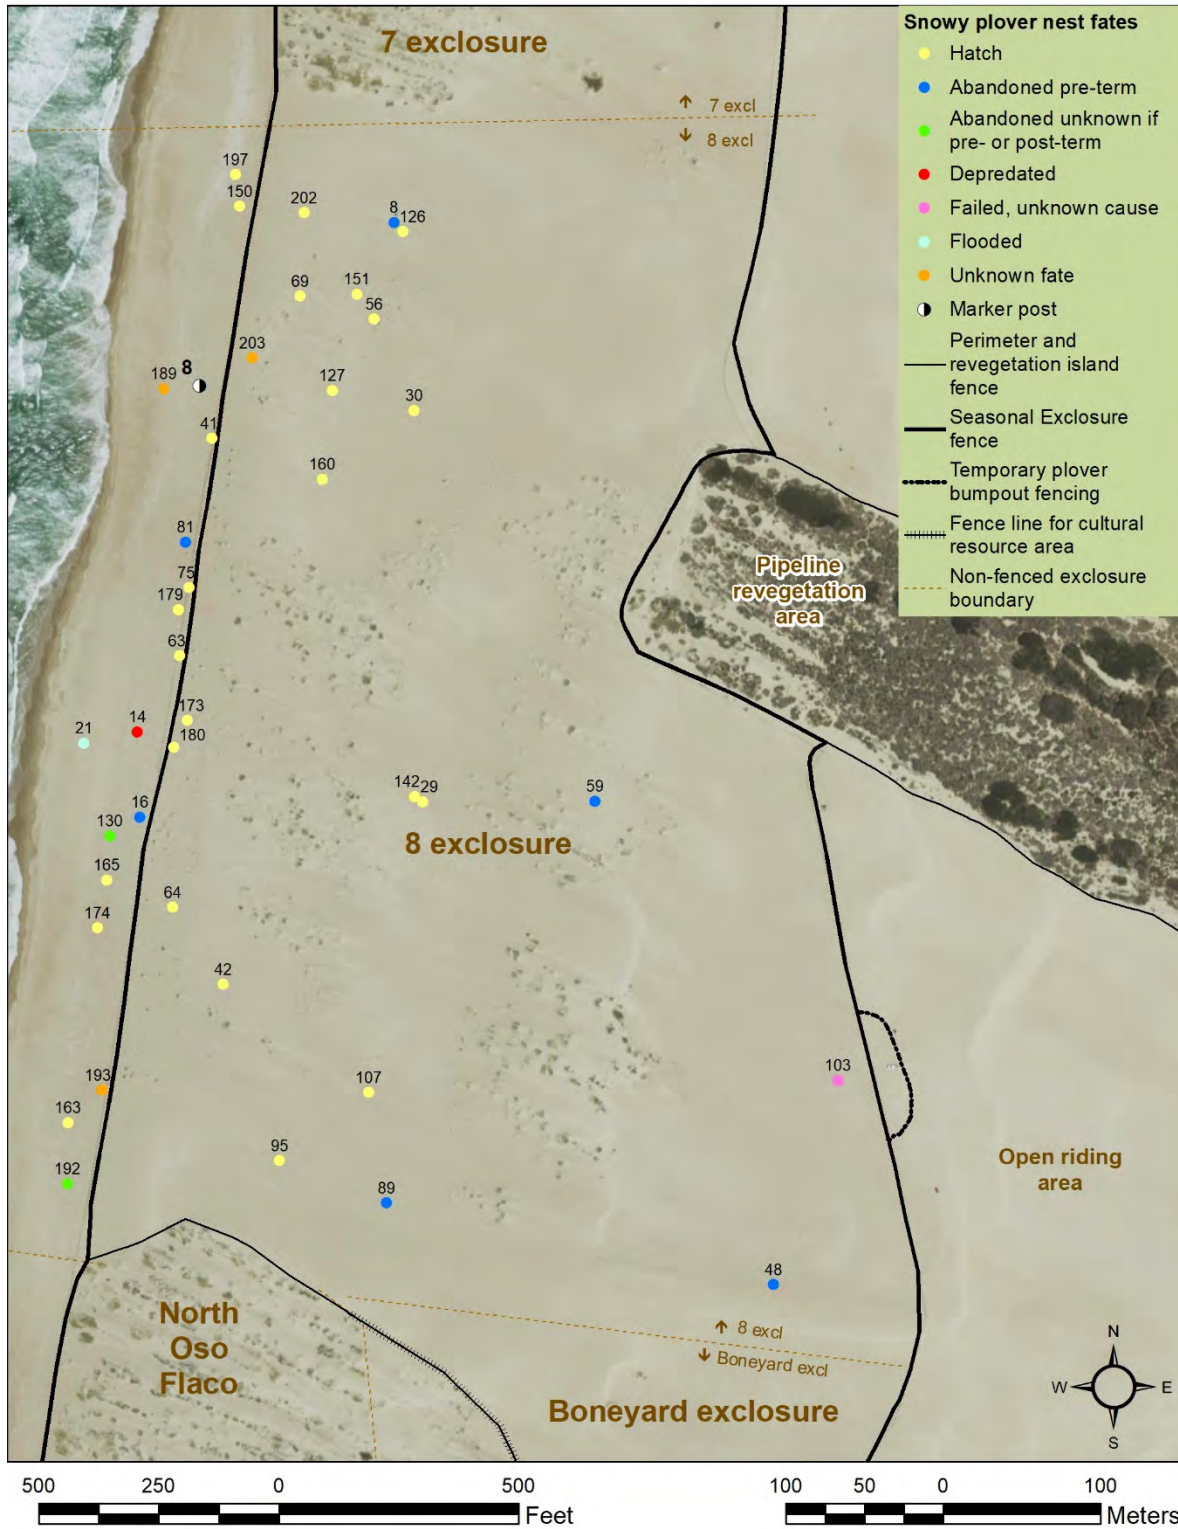 7 exclosure
7 excl
8 excl
197
150
202
8
126
69
151
56
203
8
189
127
30
41
160
81
75
179
63
173
14
21
180
142
29
59
16
130
8 exclosure
165
64
174
42
193
107
103
163
95
192
89
48
Pipeline
revegetation
area
Open riding
area
North
Oso
Flaco
8 excl
Boneyard excl
Boneyard exclosure
Snowy plover nest fates
Hatch
Abandoned pre-term
Abandoned unknown if
pre- or post-term
Depredated
Failed, unknown cause
Flooded
Unknown fate
Marker post
Perimeter and
revegetation island
fence
Seasonal Exclosure
fence
Temporary plover
bumpout fencing
Fence line for cultural
resource area
Non-fenced exclosure
boundary
N
W E
S
500 250 0 500
Feet
100 50 0 100
Meters